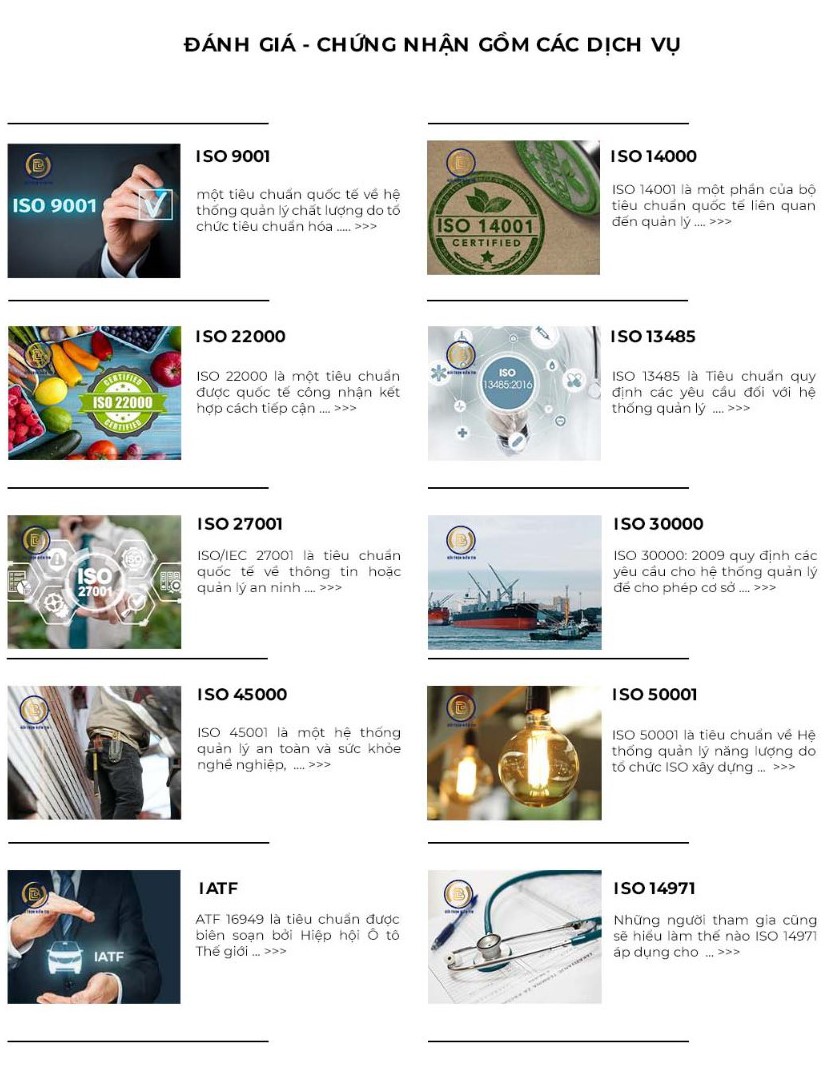 ĐÁNH GIÁ - CHỨNG NHẬN GỒM CÁC DỊCH VỤ
ISO 9001
ISO 9001
một tiêu chuẩn quốc tế về hệ
thống quản lý chất lượng do tổ
chức tiêu chuẩn hóa ..... >>>
ISO 14001
CERTIFIED
ISO 14000
ISO 14001 là một phần của bộ
tiêu chuẩn quốc tế liên quan
đến quản lý .... >>>
CERTIFIED
ISO 22000
CERTIFIED
ISO 22000
ISO 22000 là một tiêu chuẩn
được quốc tế công nhận kết
hợp cách tiếp cận .... >>>
ISO
13485:2016
ISO 13485
ISO 13485 là Tiêu chuẩn quy
định các yêu cầu đối với hệ
thống quản lý  .... >>>
ISO
27001
ISO 27001
ISO/IEC 27001 là tiêu chuẩn
quốc tế về thông tin hoặc
quản lý an ninh .... >>>
ISO 30000
ISO 30000: 2009 quy định các
yêu cầu cho hệ thống quản lý
để cho phép cơ sở .... >>>
ISO 45000
ISO 45001 là một hệ thống
quản lý an toàn và sức khỏe
nghề nghiệp,  .... >>>
ISO 50001
ISO 50001 là tiêu chuẩn về Hệ
thống quản lý năng lượng do
tổ chức ISO xây dựng ...  >>>
IATF
IATF
ATF 16949 là tiêu chuẩn được
biên soạn bởi Hiệp hội Ô tô
Thế giới ... >>>
ISO 14971
Những người tham gia cũng
sẽ hiểu làm thế nào ISO 14971
áp dụng cho  ... >>>